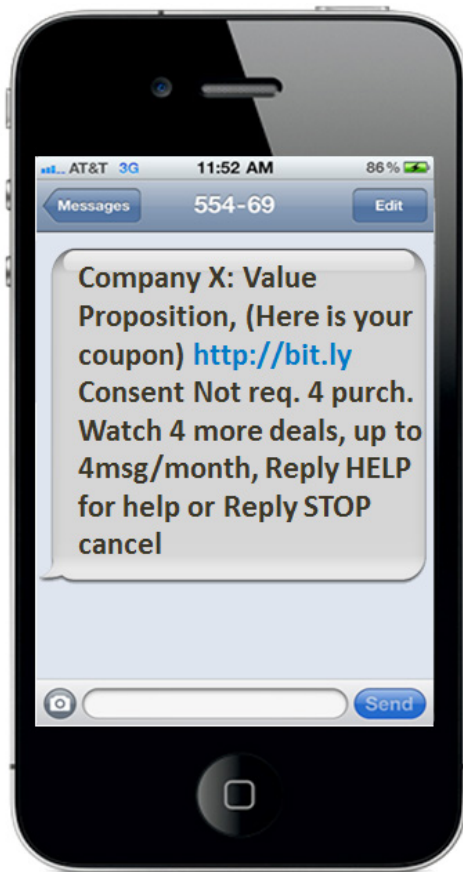 AT&T 3G 11:52 AM 86%
Messages 554-69 Edit
Company X: Value
Proposition, (Here is your
coupon) http://bit.ly
Consent Not req. 4 purch.
Watch 4 more deals, up to
4msg/month, Reply HELP
for help or Reply STOP
cancel
Send